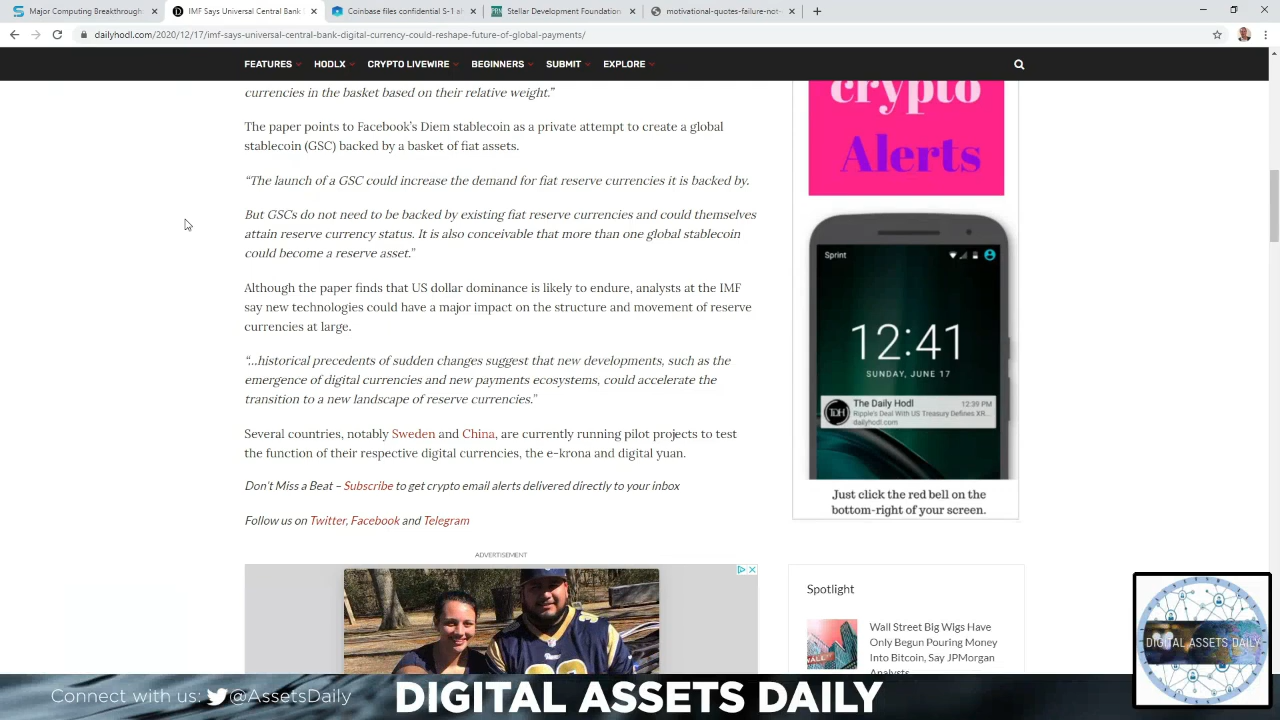 Major Computing Breakthrough:
IMF Says Universal Central Bank
Coinbase files confidential S-1 al
Stellar Development Foundation
motivational-quotes-failure-not-
dailyhodl.com/2020/12/17/imf-says-universal-central-bank-digital-currency-could-reshape-future-of-global-payments/
FEATURES HODLX CRYPTO LIVEWIRE BEGINNERS SUBMIT EXPLORE
currencies in the basket based on their relative weight.”
The paper points to Facebook’s Diem stablecoin as a private attempt to create a global
stablecoin (GSC) backed by a basket of fiat assets.
“The launch of a GSC could increase the demand for fiat reserve currencies it is backed by.
But GSCs do not need to be backed by existing fiat reserve currencies and could themselves
attain reserve currency status. It is also conceivable that more than one global stablecoin
could become a reserve asset.”
Although the paper finds that US dollar dominance is likely to endure, analysts at the IMF
say new technologies could have a major impact on the structure and movement of reserve
currencies at large.
“…historical precedents of sudden changes suggest that new developments, such as the
emergence of digital currencies and new payments ecosystems, could accelerate the
transition to a new landscape of reserve currencies.”
Several countries, notably Sweden and China, are currently running pilot projects to test
the function of their respective digital currencies, the e-krona and digital yuan.
Don’t Miss a Beat – Subscribe to get crypto email alerts delivered directly to your inbox
Follow us on Twitter, Facebook and Telegram
ADVERTISEMENT
crypto
Alerts
Sprint
12:41
SUNDAY, JUNE 17
The Daily Hodl 12:39 PM
Ripple's Deal With US Treasury Defines XR...
dailyhodl.com
TDH
Just click the red bell on the
bottom-right of your screen.
Spotlight
Wall Street Big Wigs Have
Only Begun Pouring Money
Into Bitcoin, Say JPMorgan
Analysts
DIGITAL ASSETS DAILY
Connect with us: @AssetsDaily
DIGITAL ASSETS DAILY